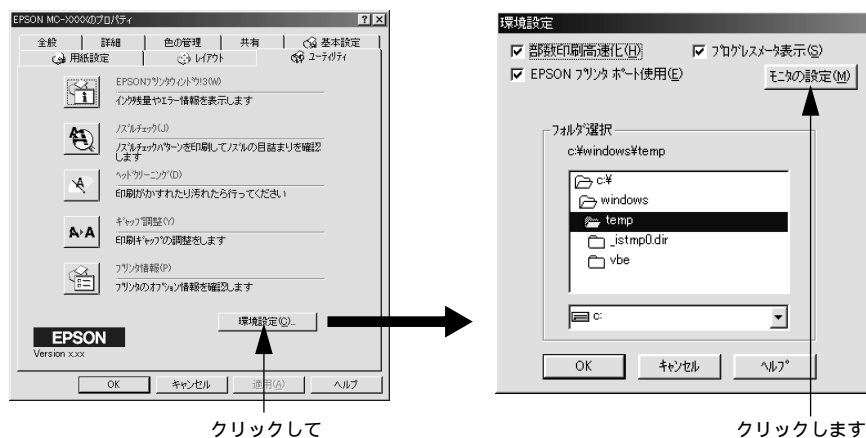 EPSON MC-XXXXのプロパティ
全般 詳細 色の管理 共有 基本設定
用紙設定 レイアウト ユーティリティ
EPSONプリンタウィンドウ!3(W)
インク残量やエラー情報を表示します
ノズルチェック(J)
ノズルチェックパターンを印刷してノズルの目詰まりを確認
します
ヘッドクリーニング(D)
印刷がかすれたり汚れたら行ってください
ギャップ調整(Y)
印刷ギャップの調整をします
プリンタ情報(P)
プリンタのオプション情報を確認します
環境設定(C)...
EPSON
Version x.xx
OK キャンセル 適用(A) ヘルプ
クリックして
環境設定
部数印刷高速化(H) プログレスメータ表示(S)
EPSON プリンタ ポート使用(E) モニタの設定(M)
フォルダ選択
c:¥windows¥temp
c:¥
windows
temp
_istmp0.dir
vbe
c:
OK キャンセル ヘルプ
クリックします